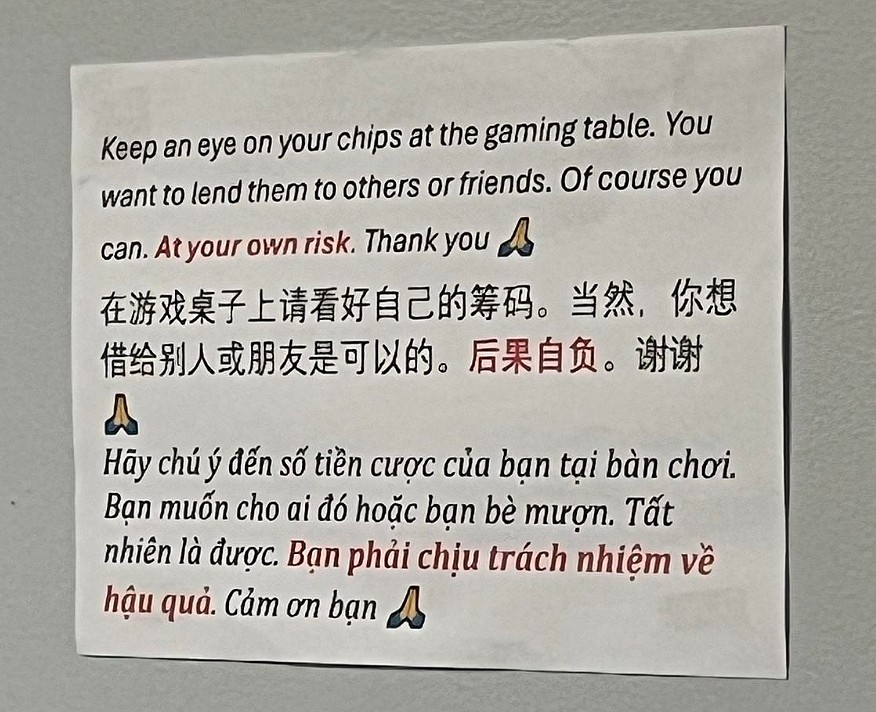 Keep an eye on your chips at the gaming table. You
want to lend them to others or friends. Of course you
can. At your own risk. Thank you 🙏
在游戏桌子上请看好自己的筹码。当然，你想
借给别人或朋友是可以的。后果自负。谢谢
🙏
Hãy chú ý đến số tiền cược của bạn tại bàn chơi.
Bạn muốn cho ai đó hoặc bạn bè mượn. Tất
nhiên là được. Bạn phải chịu trách nhiệm về
hậu quả. Cảm ơn bạn 🙏